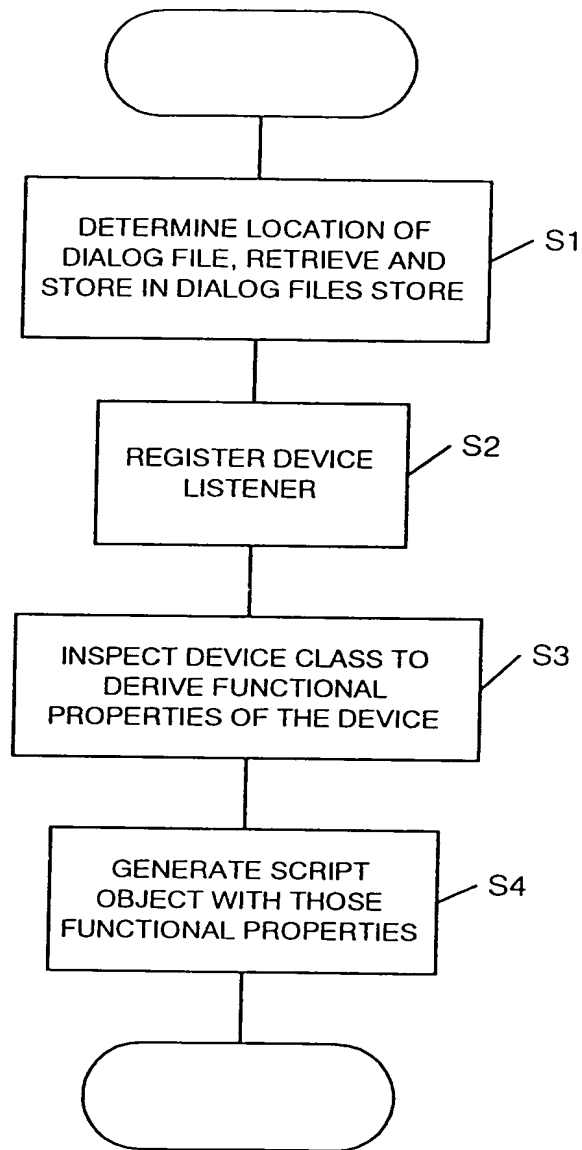 DETERMINE LOCATION OF
DIALOG FILE, RETRIEVE AND
STORE IN DIALOG FILES STORE
S1
REGISTER DEVICE
LISTENER
S2
INSPECT DEVICE CLASS TO
DERIVE FUNCTIONAL
PROPERTIES OF THE DEVICE
S3
GENERATE SCRIPT
OBJECT WITH THOSE
FUNCTIONAL PROPERTIES
S4